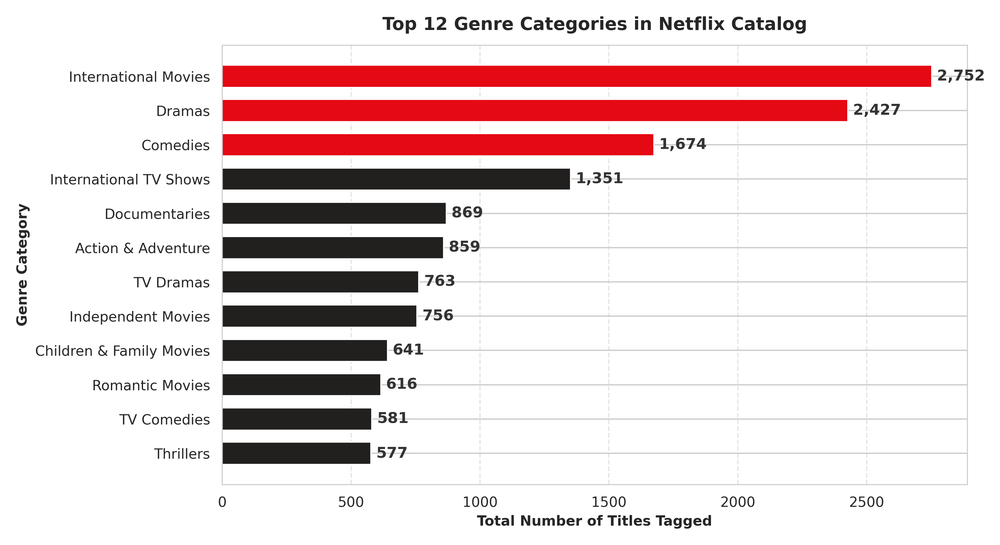 Top 12 Genre Categories in Netflix Catalog
International Movies 2,752
Dramas 2,427
Comedies 1,674
International TV Shows 1,351
Documentaries 869
Action & Adventure 859
TV Dramas 763
Independent Movies 756
Children & Family Movies 641
Romantic Movies 616
TV Comedies 581
Thrillers 577
Genre Category
0 500 1000 1500 2000 2500
Total Number of Titles Tagged